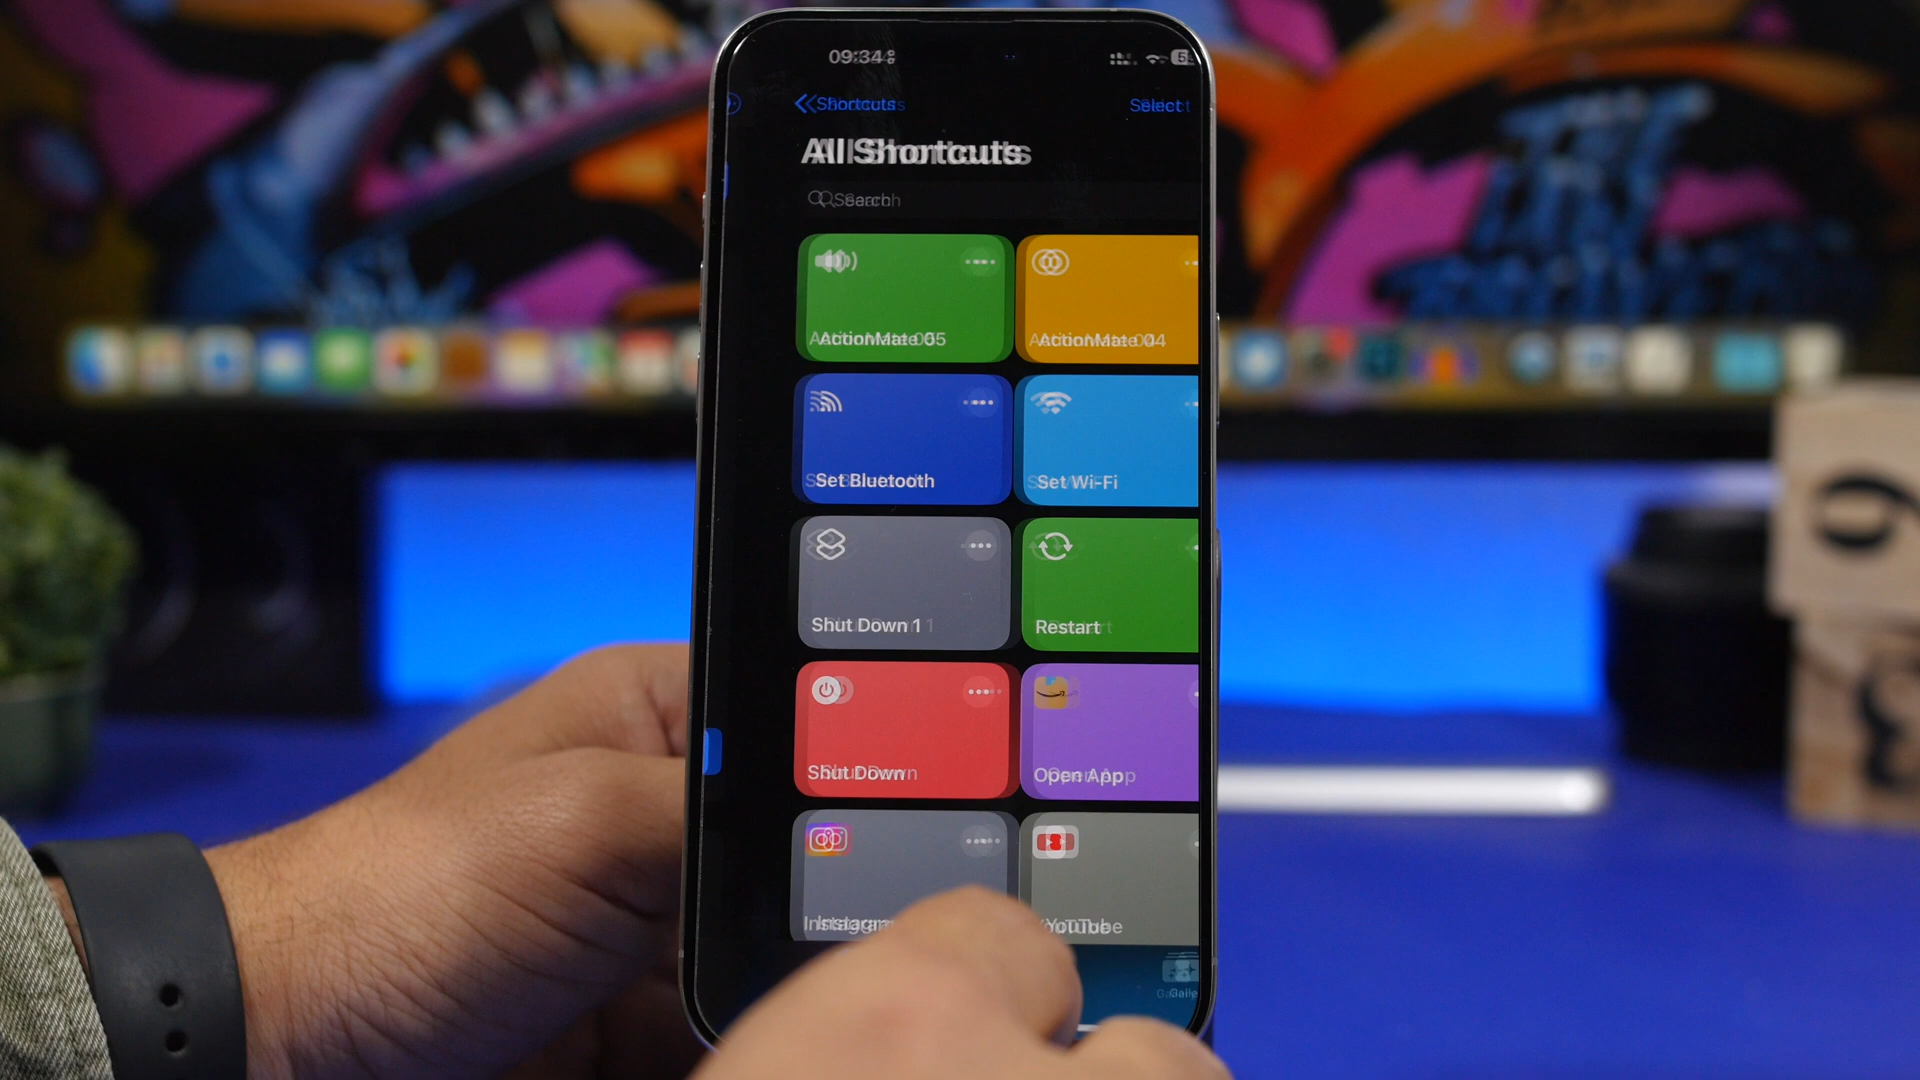 09:34
Shortcuts
Select
All Shortcuts
Search
ActionMate 05
ActionMate 04
Set Bluetooth
Set Wi-Fi
Shut Down 1
Restart
Shut Down
Open App
Instagram
YouTube